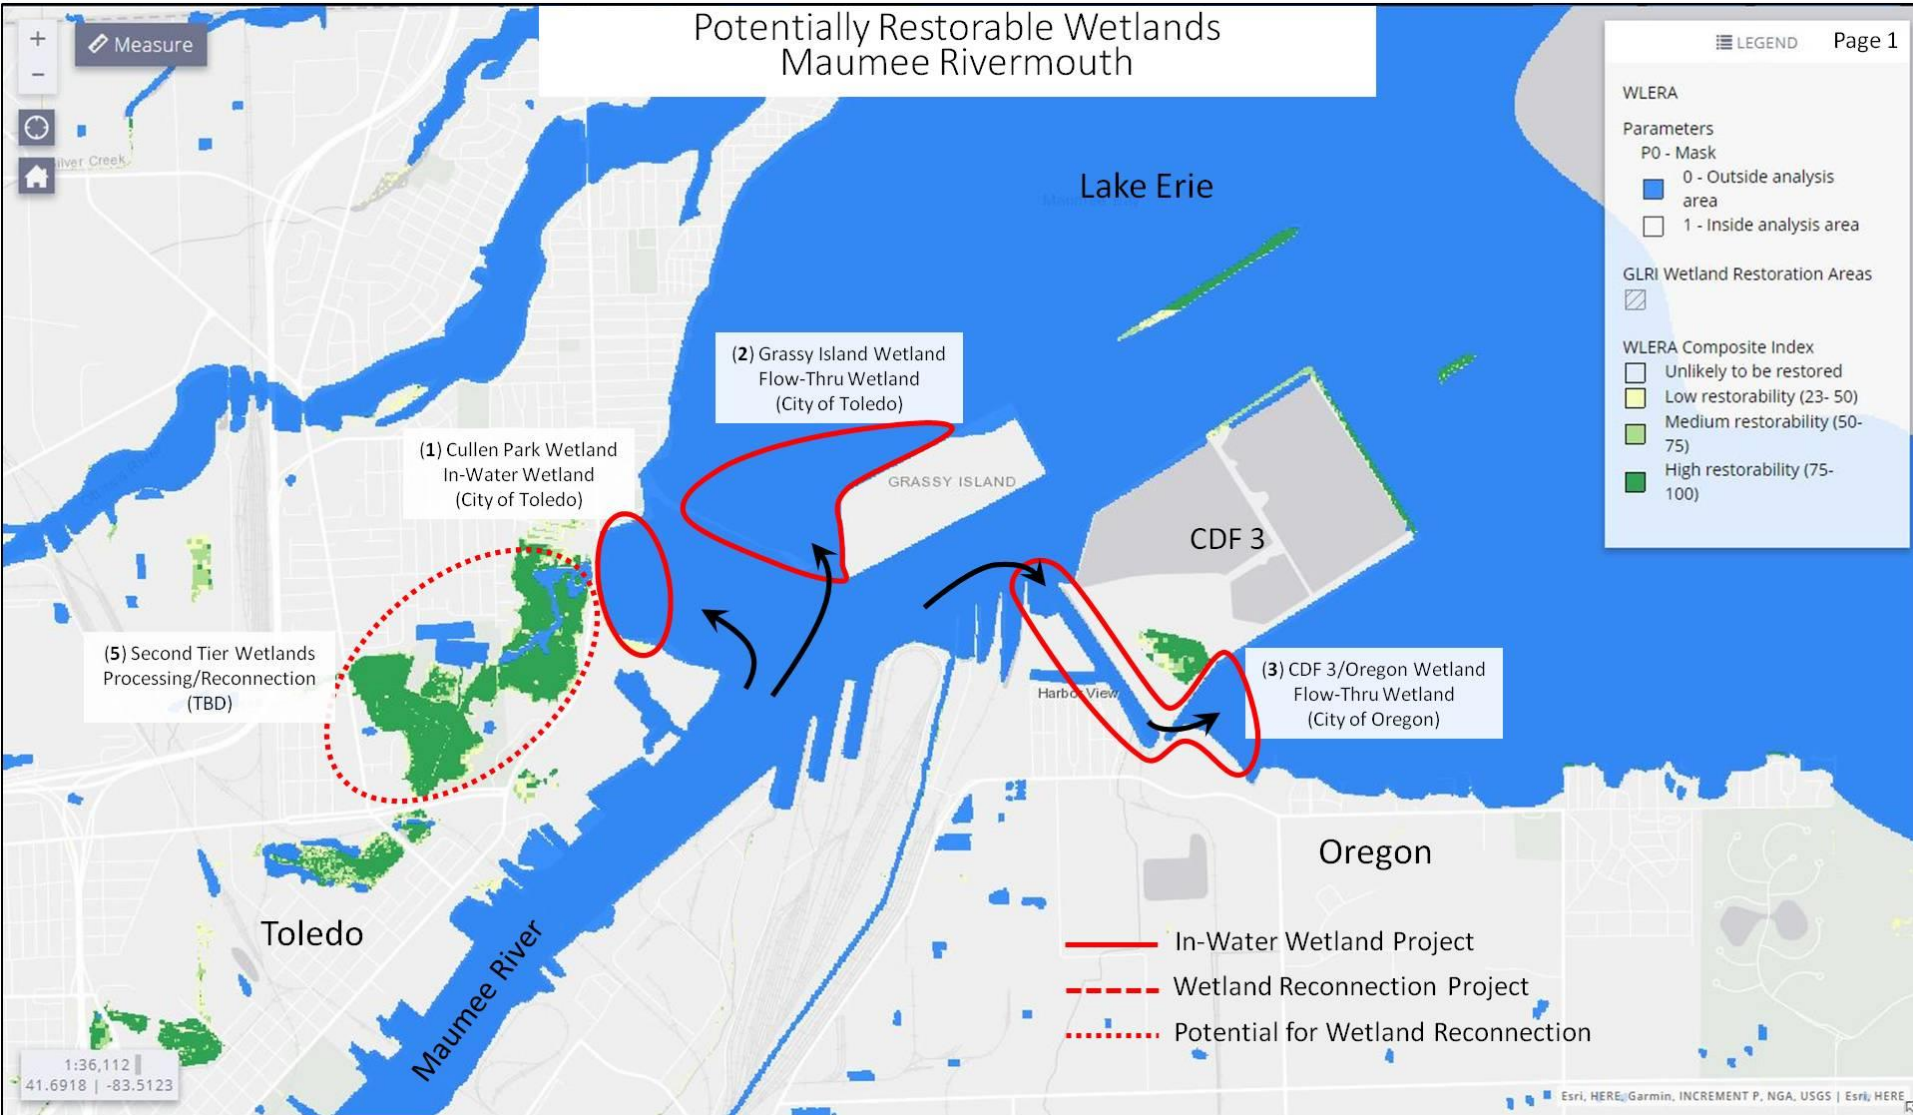 Potentially Restorable Wetlands
Maumee Rivermouth
+
Measure
−
LEGEND
Page 1
WLERA
Parameters
P0 - Mask
0 - Outside analysis
area
1 - Inside analysis area
GLRI Wetland Restoration Areas
WLERA Composite Index
Unlikely to be restored
Low restorability (23- 50)
Medium restorability (50-
75)
High restorability (75-
100)
Creek
Lake Erie
(2) Grassy Island Wetland
Flow-Thru Wetland
(City of Toledo)
(1) Cullen Park Wetland
In-Water Wetland
(City of Toledo)
GRASSY ISLAND
CDF 3
(5) Second Tier Wetlands
Processing/Reconnection
(TBD)
Harbor View
(3) CDF 3/Oregon Wetland
Flow-Thru Wetland
(City of Oregon)
Oregon
Toledo
Maumee River
In-Water Wetland Project
Wetland Reconnection Project
Potential for Wetland Reconnection
1:36,112
41.6918 | -83.5123
Esri, HERE, Garmin, INCREMENT P, NGA, USGS | Esri, HERE